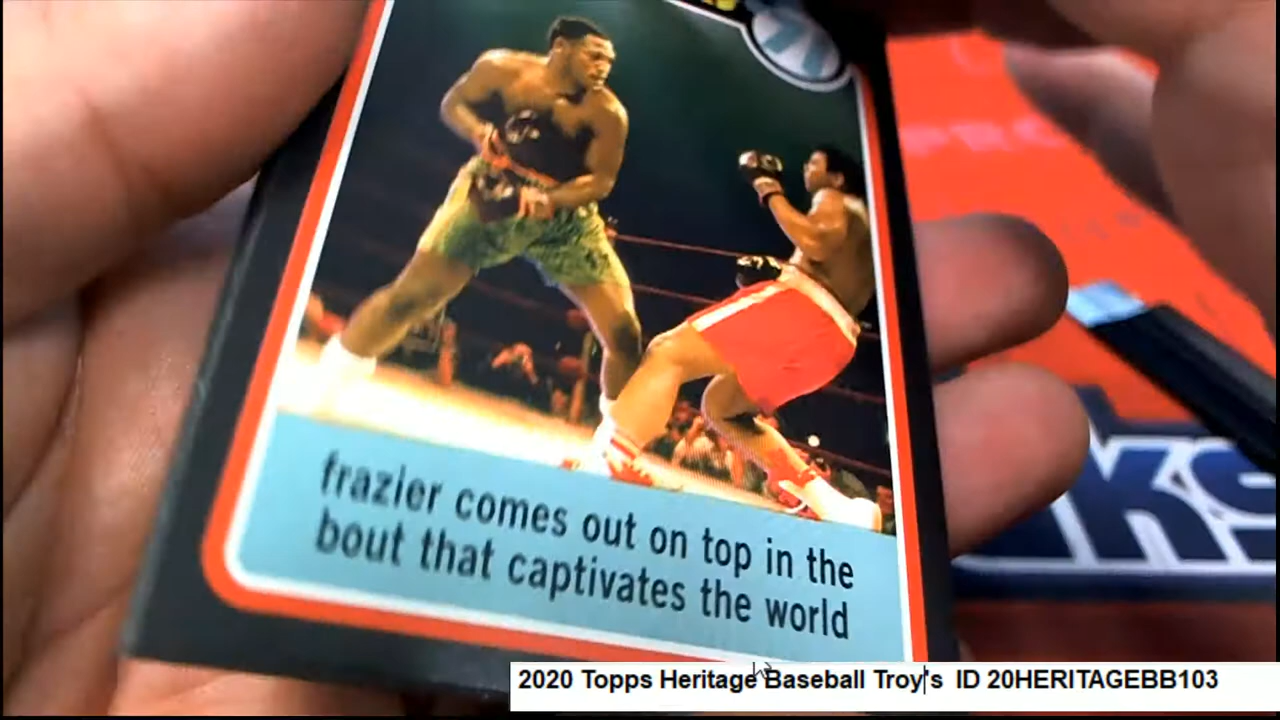 frazier comes out on top in the
bout that captivates the world
2020 Topps Heritage Baseball Troy's ID 20HERITAGEBB103